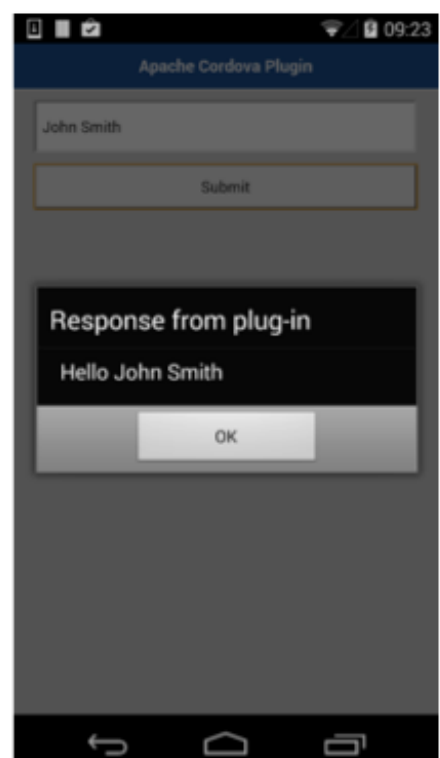 09:23
Apache Cordova Plugin
John Smith
Submit
Response from plug-in
Hello John Smith
OK